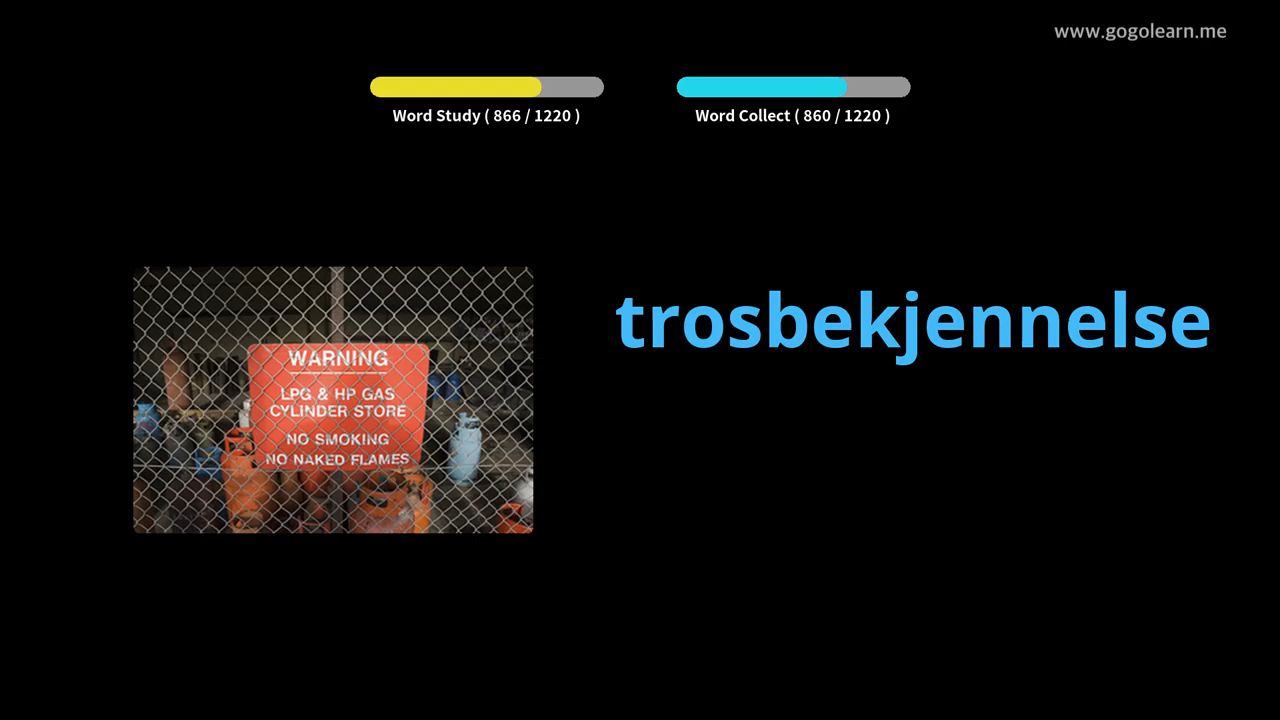 www.gogolearn.me
Word Study ( 866 / 1220 )
Word Collect ( 860 / 1220 )
trosbekjennelse
WARNING
LPG & HP GAS
CYLINDER STORE
NO SMOKING
NO NAKED FLAMES